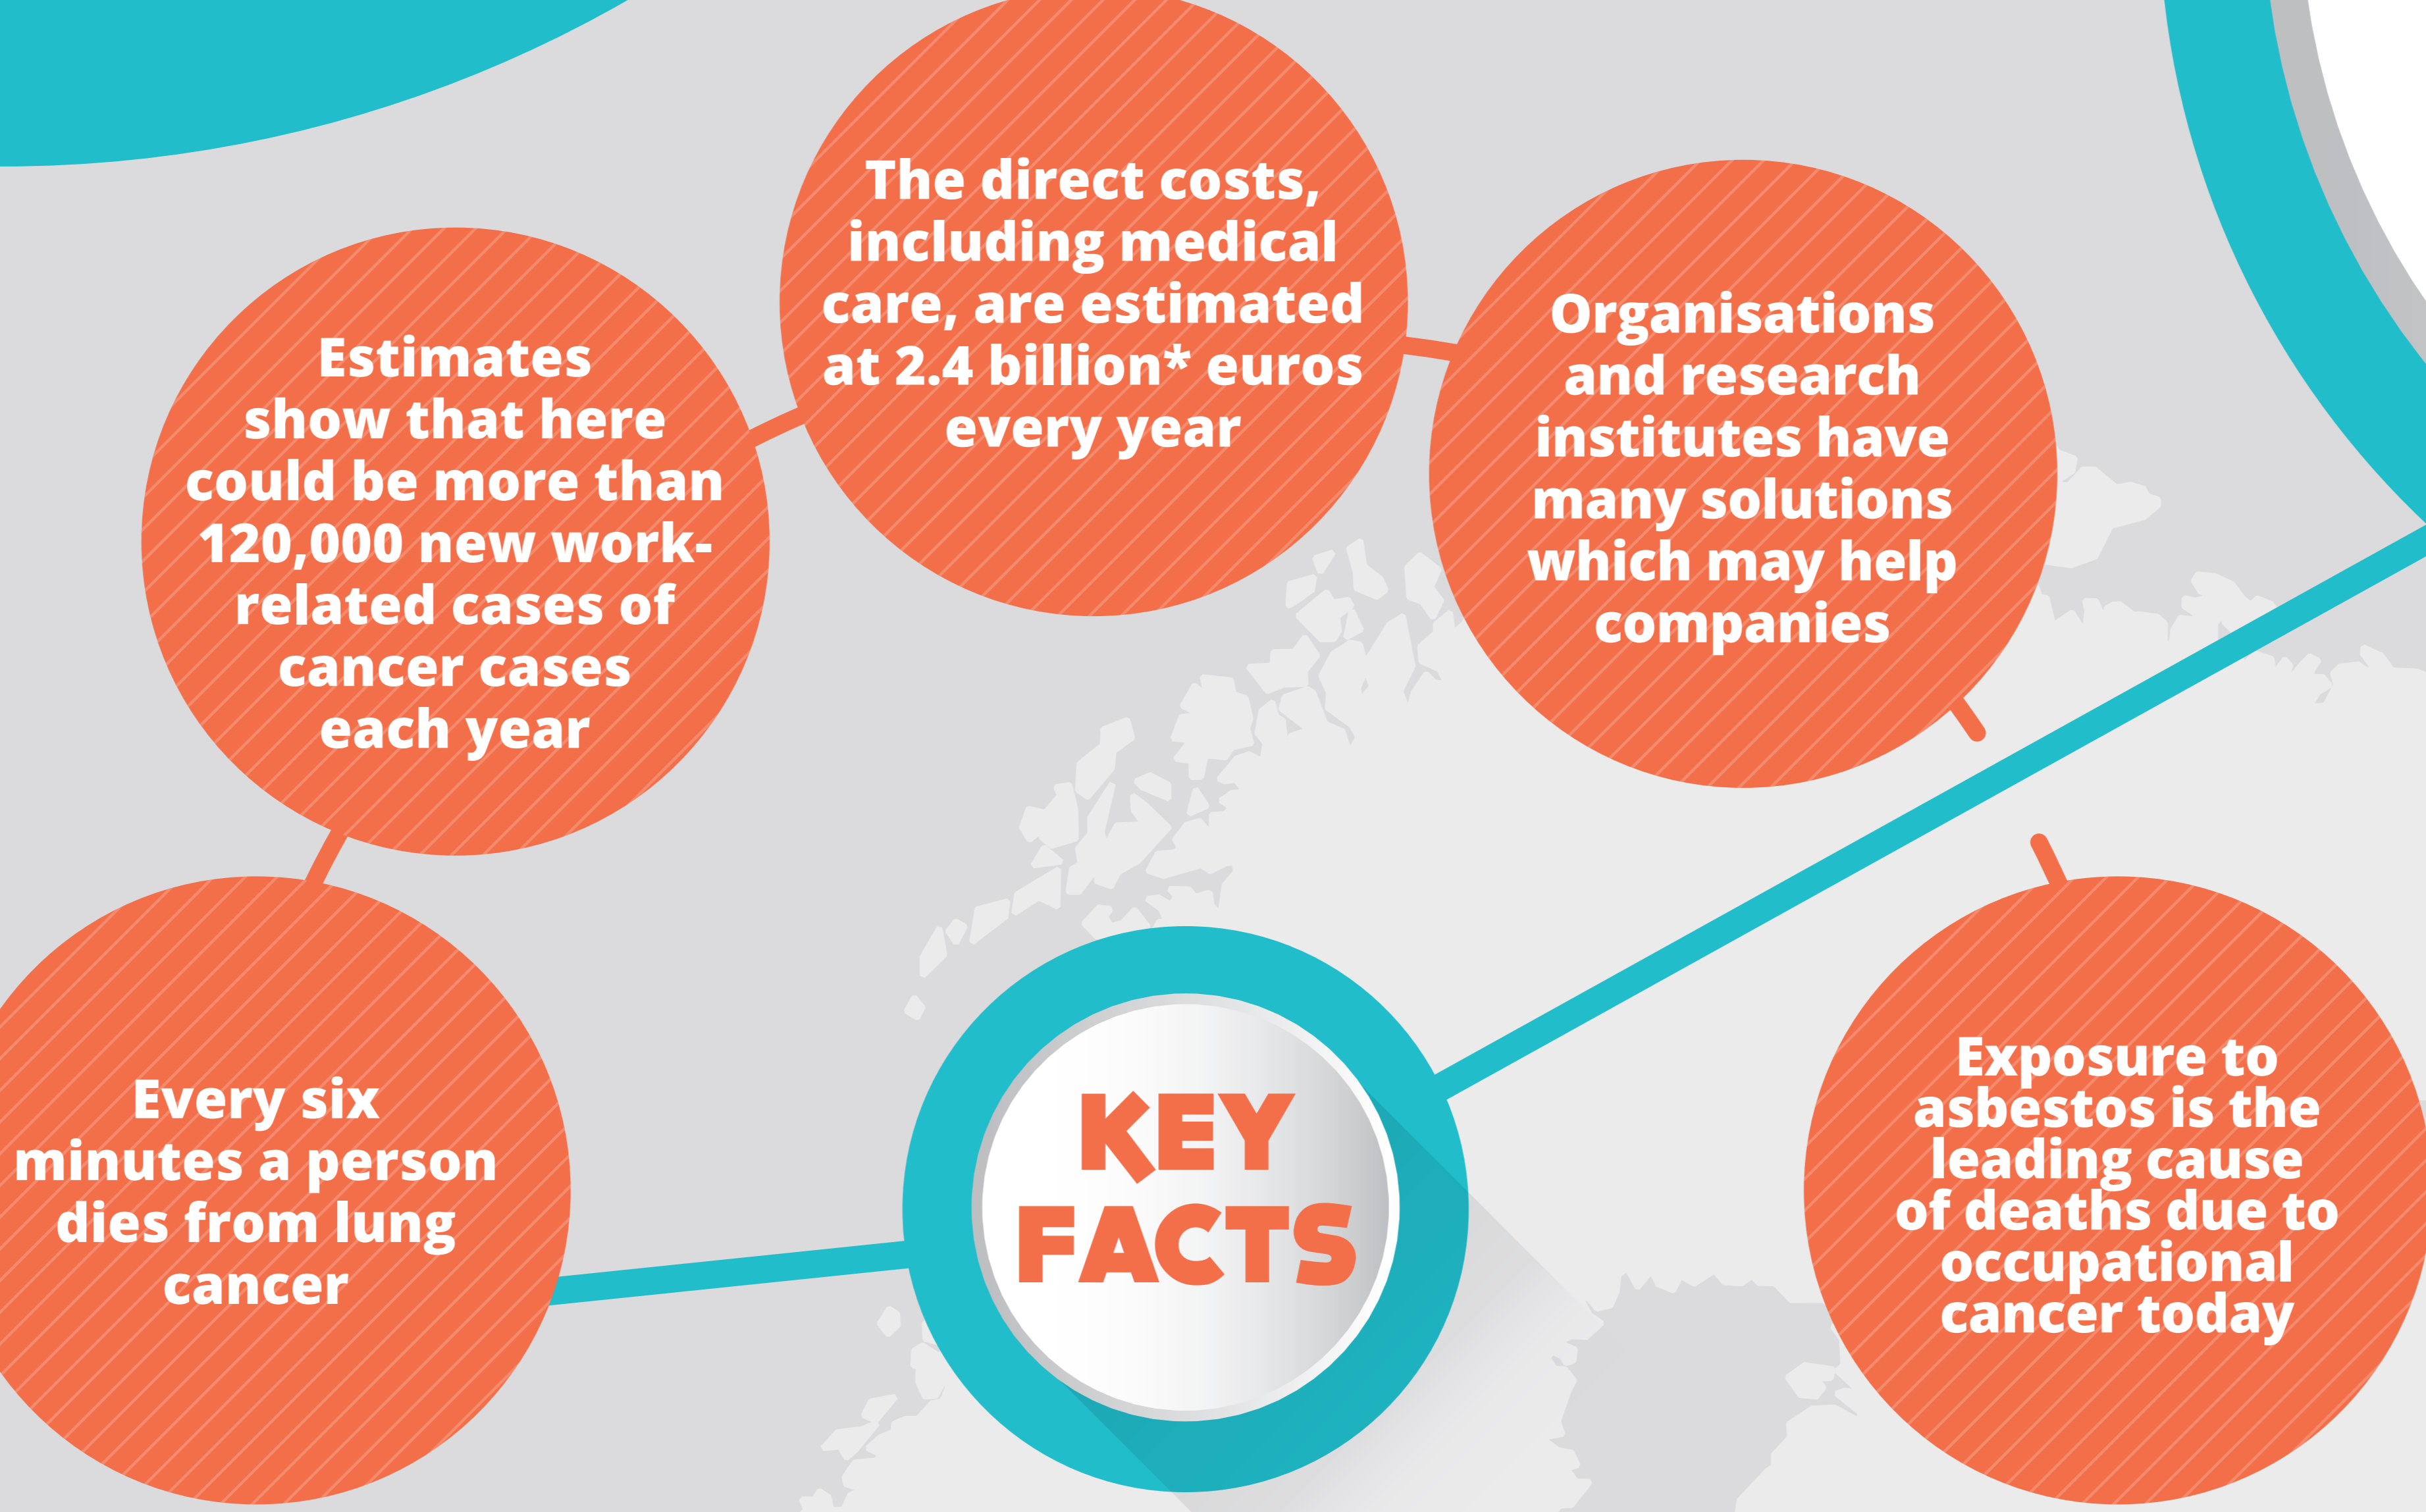 The direct costs,
including medical
care, are estimated
at 2.4 billion* euros
every year
Organisations
and research
institutes have
many solutions
which may help
companies
Estimates
show that here
could be more than
120,000 new work-
related cases of
cancer cases
each year
Every six
minutes a person
dies from lung
cancer
KEY
FACTS
Exposure to
asbestos is the
leading cause
of deaths due to
occupational
cancer today